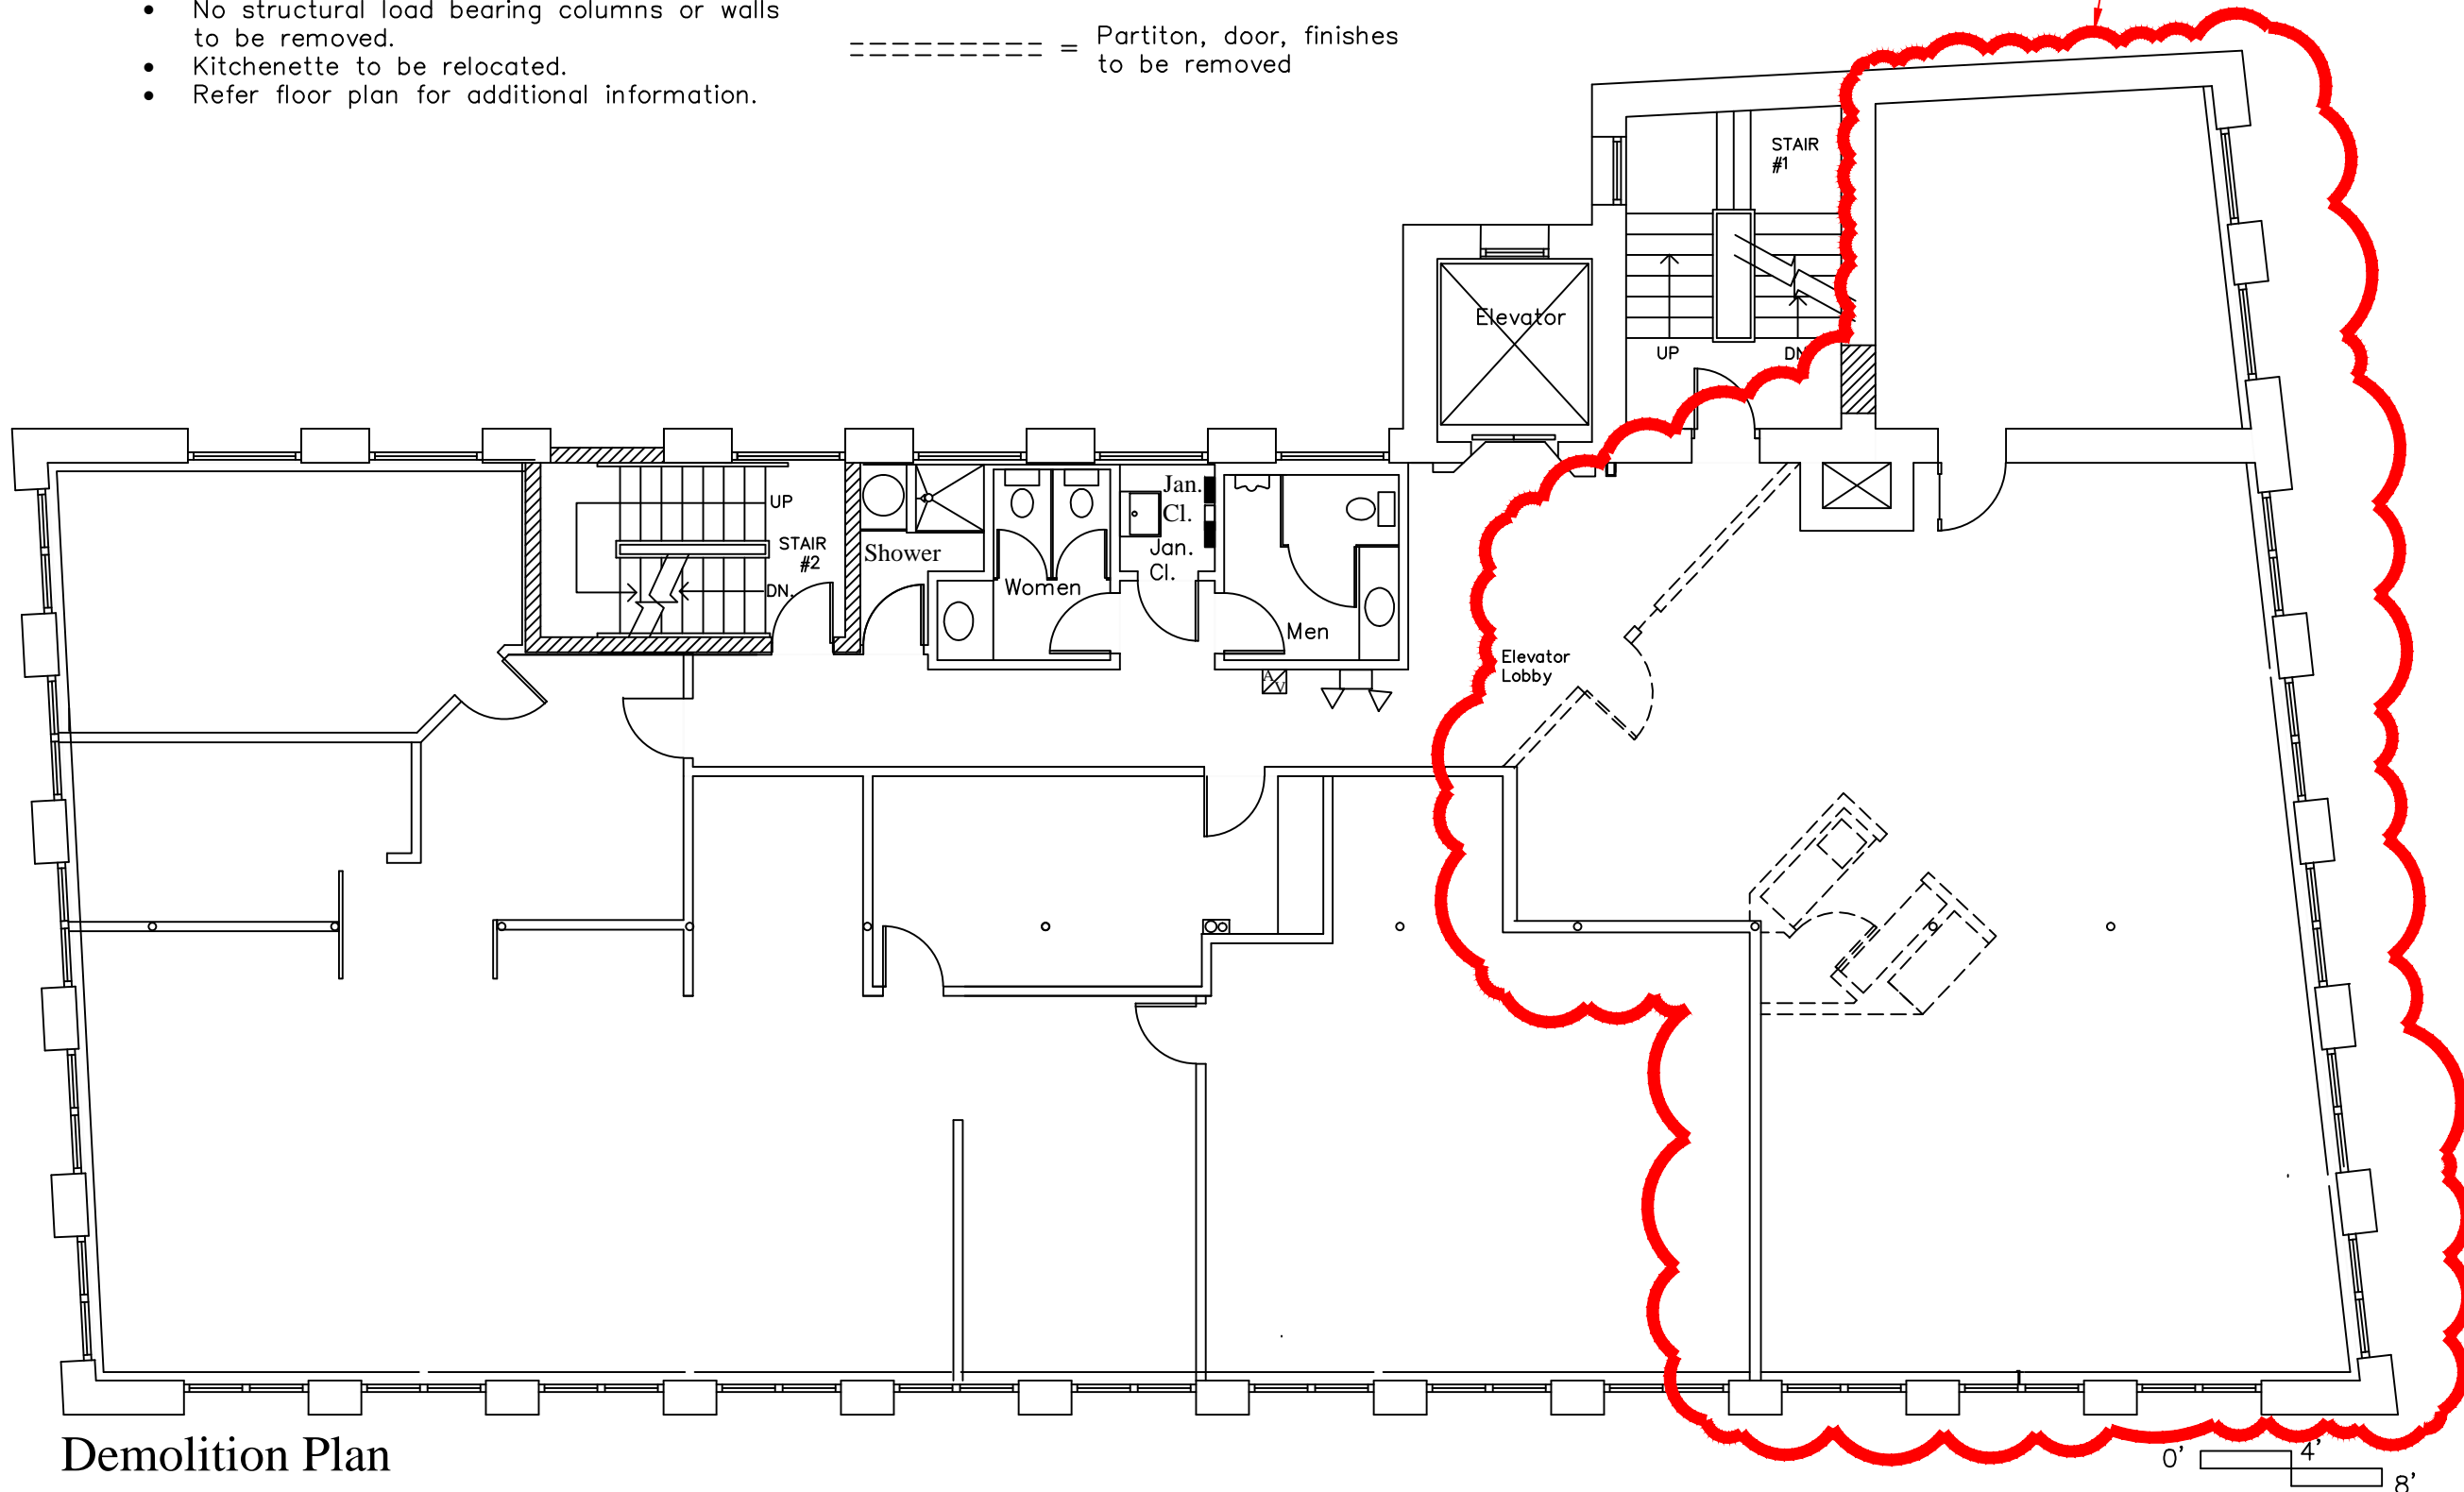 • No structural load bearing columns or walls
to be removed.
• Kitchenette to be relocated.
• Refer floor plan for additional information.
= Partiton, door, finishes
to be removed
STAIR
#1
Elevator
UP
DN
UP
STAIR
#2
DN.
Shower
Women
Jan.
Cl.
Jan.
Cl.
Men
A
V
Elevator
Lobby
Demolition Plan
0'
4'
8'